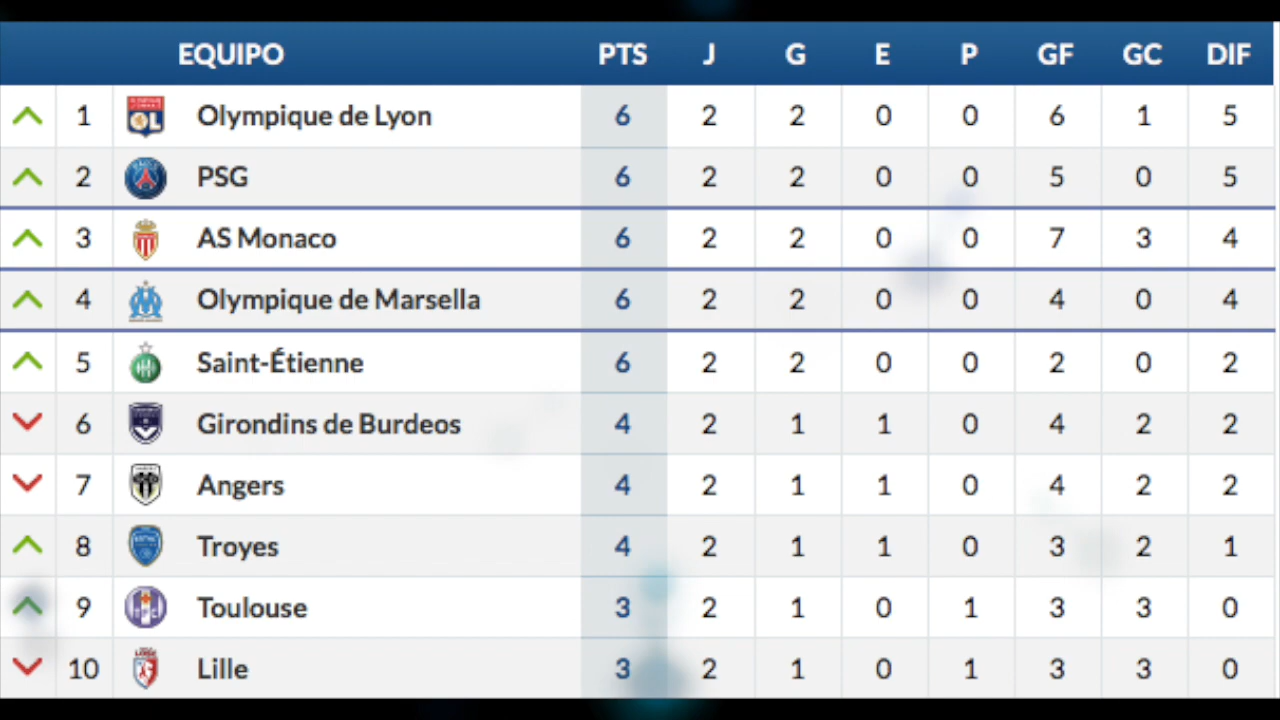 EQUIPO PTS J G E P GF GC DIF
1 Olympique de Lyon 6 2 2 0 0 6 1 5
2 PSG 6 2 2 0 0 5 0 5
3 AS Monaco 6 2 2 0 0 7 3 4
4 Olympique de Marsella 6 2 2 0 0 4 0 4
5 Saint-Étienne 6 2 2 0 0 2 0 2
6 Girondins de Burdeos 4 2 1 1 0 4 2 2
7 Angers 4 2 1 1 0 4 2 2
8 Troyes 4 2 1 1 0 3 2 1
9 Toulouse 3 2 1 0 1 3 3 0
10 Lille 3 2 1 0 1 3 3 0